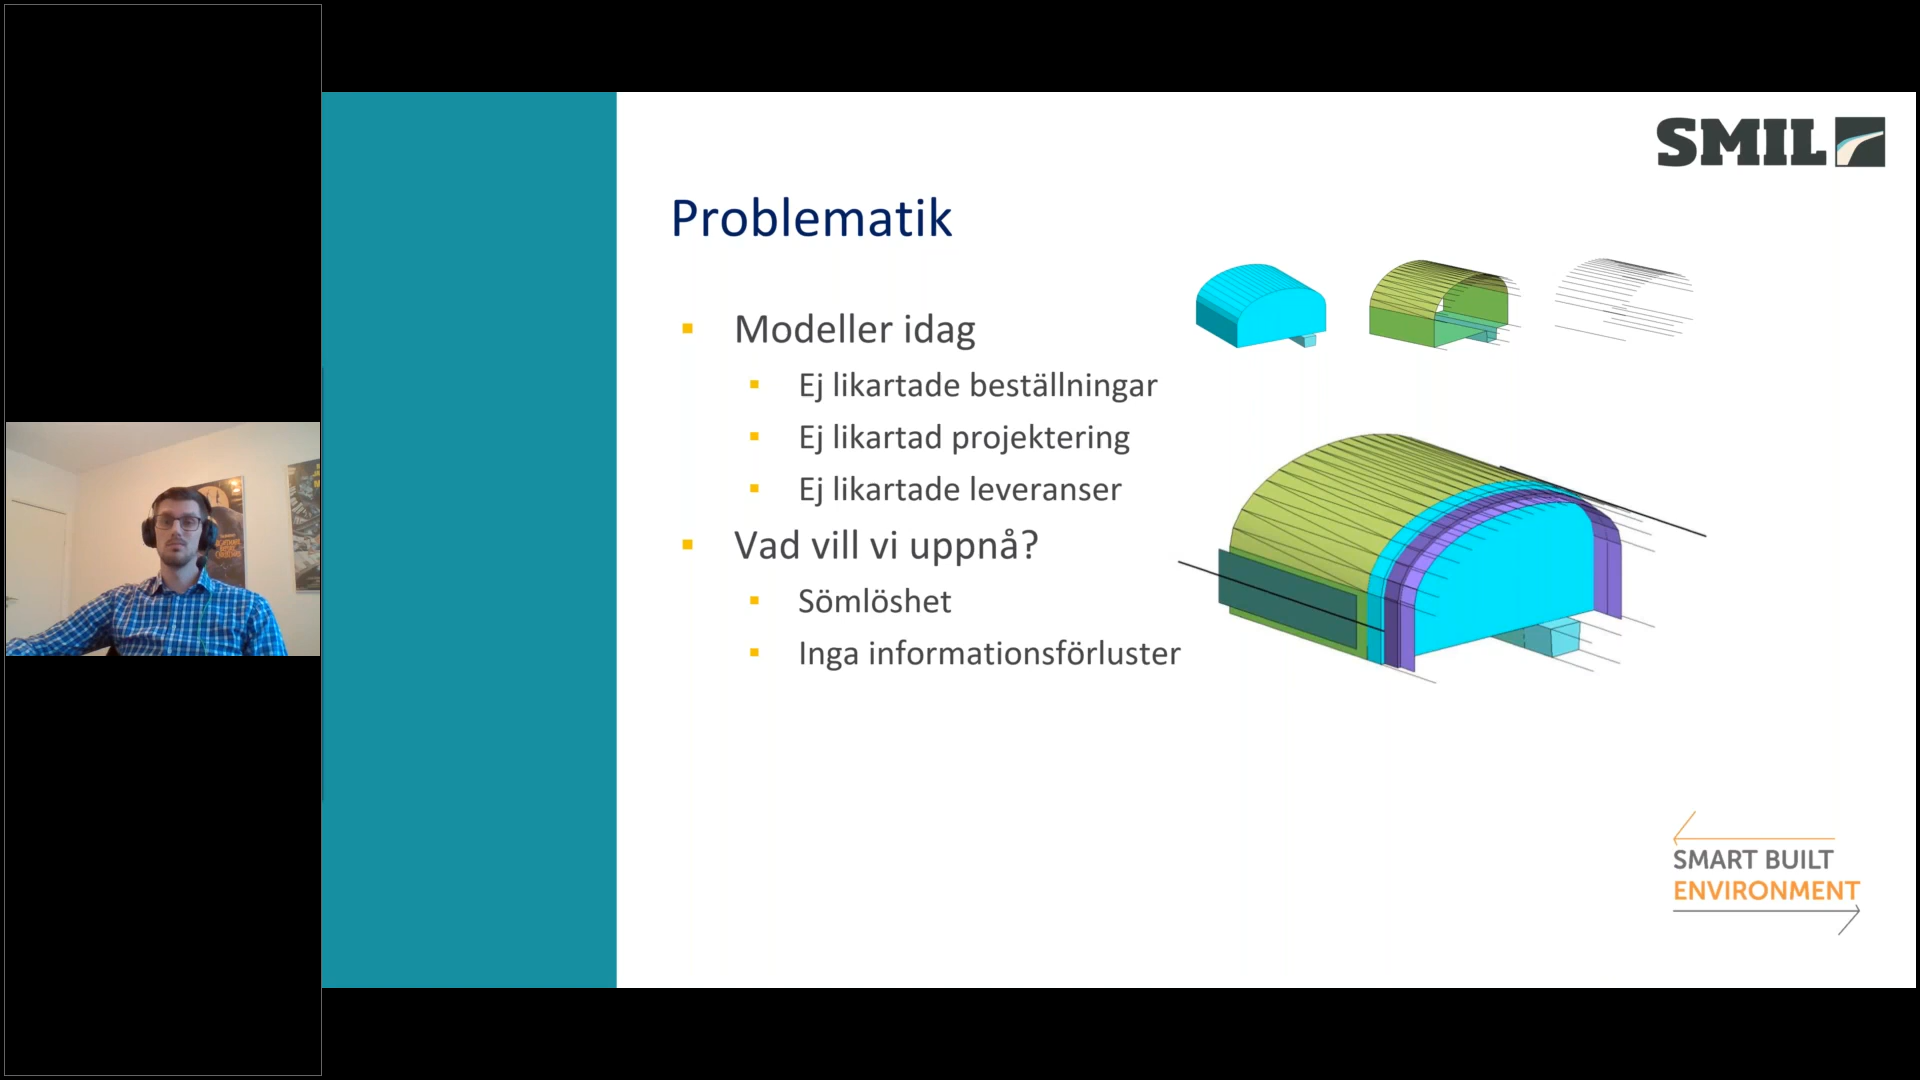 SMIL
Problematik
Modeller idag
Ej likartade beställningar
Ej likartad projektering
Ej likartade leveranser
Vad vill vi uppnå?
Sömlöshet
Inga informationsförluster
SMART BUILT
ENVIRONMENT